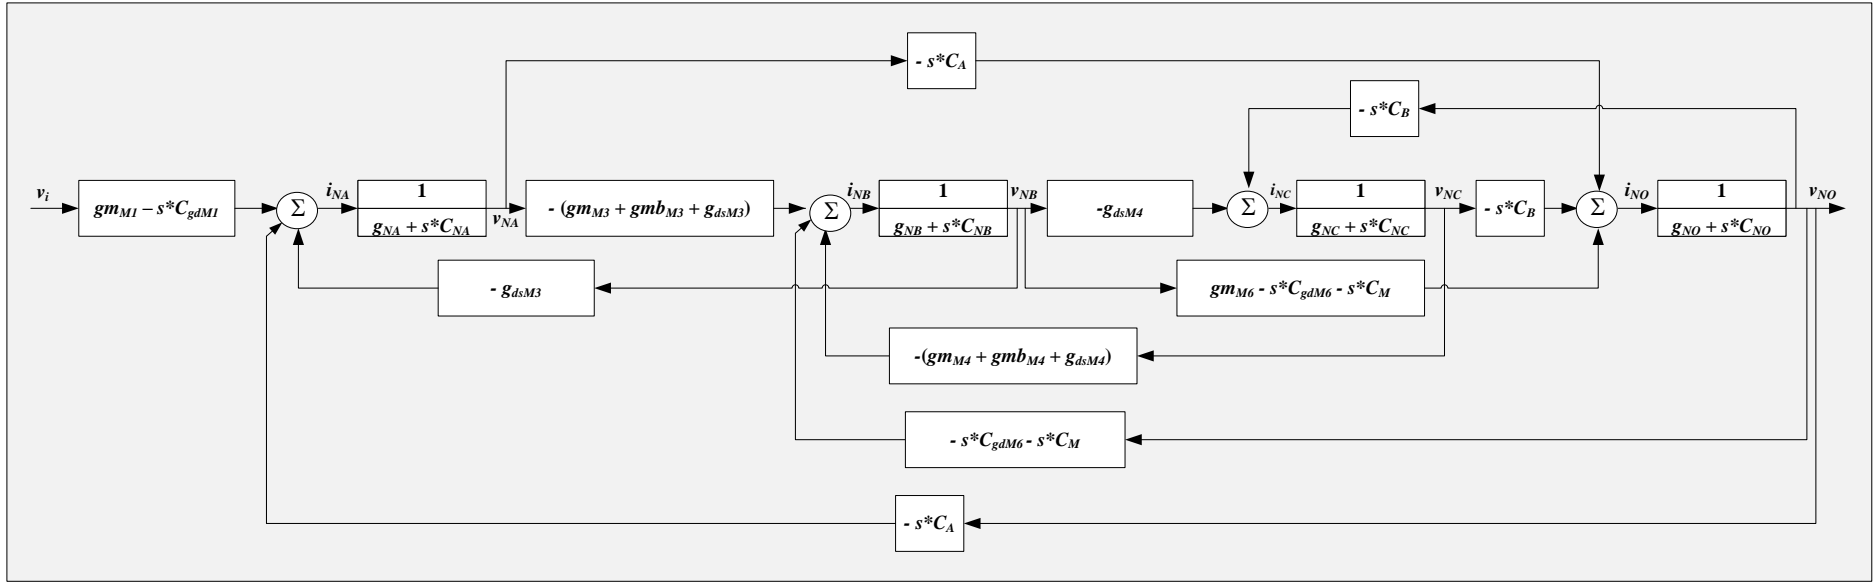 - s*C_A
- s*C_B
v_i
gm_M1 – s*C_gdM1
Σ
i_NA
1
g_NA + s*C_NA
v_NA
- (gm_M3 + gmb_M3 + g_dsM3)
Σ
i_NB
1
g_NB + s*C_NB
v_NB
-g_dsM4
Σ
i_NC
1
g_NC + s*C_NC
v_NC
- s*C_B
Σ
i_NO
1
g_NO + s*C_NO
v_NO
- g_dsM3
gm_M6 - s*C_gdM6 - s*C_M
-(gm_M4 + gmb_M4 + g_dsM4)
- s*C_gdM6 - s*C_M
- s*C_A